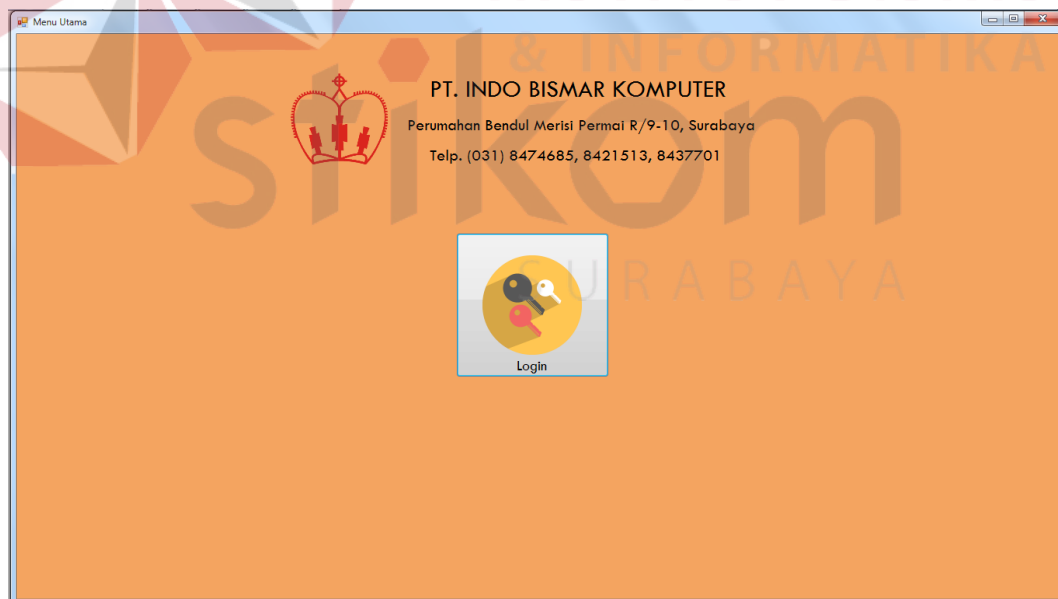 Menu Utama
& INFORMATIKA
PT. INDO BISMAR KOMPUTER
Perumahan Bendul Merisi Permai R/9-10, Surabaya
Telp. (031) 8474685, 8421513, 8437701
stikom
SURABAYA
Login